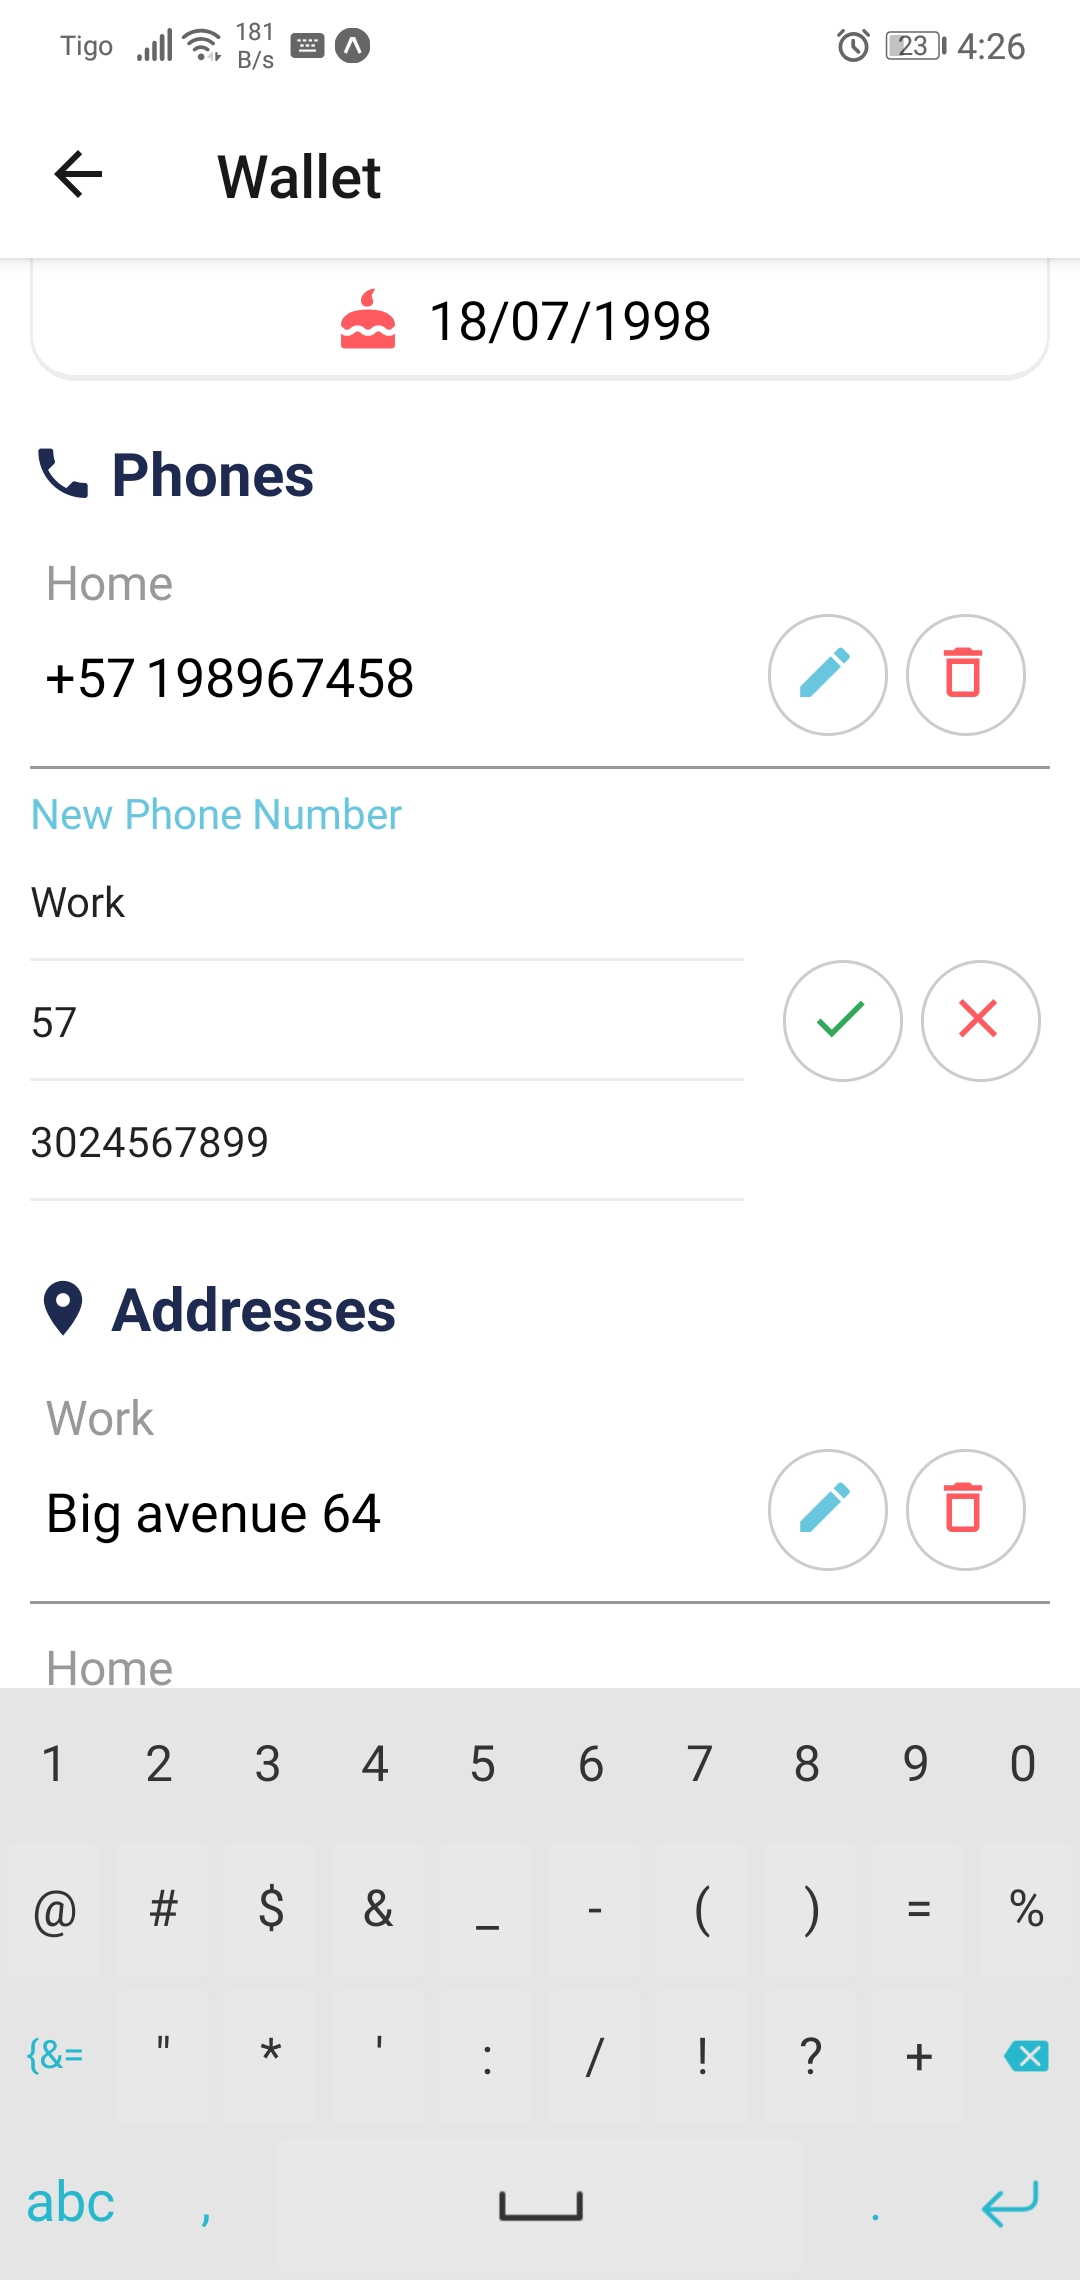 Tigo 181 B/s 23 4:26
Wallet
18/07/1998
Phones
Home
+57 198967458
New Phone Number
Work
57
3024567899
Addresses
Work
Big avenue 64
Home
1 2 3 4 5 6 7 8 9 0
@ # $ & _ - ( ) = %
{&= " * ' : / ! ? +
abc , .